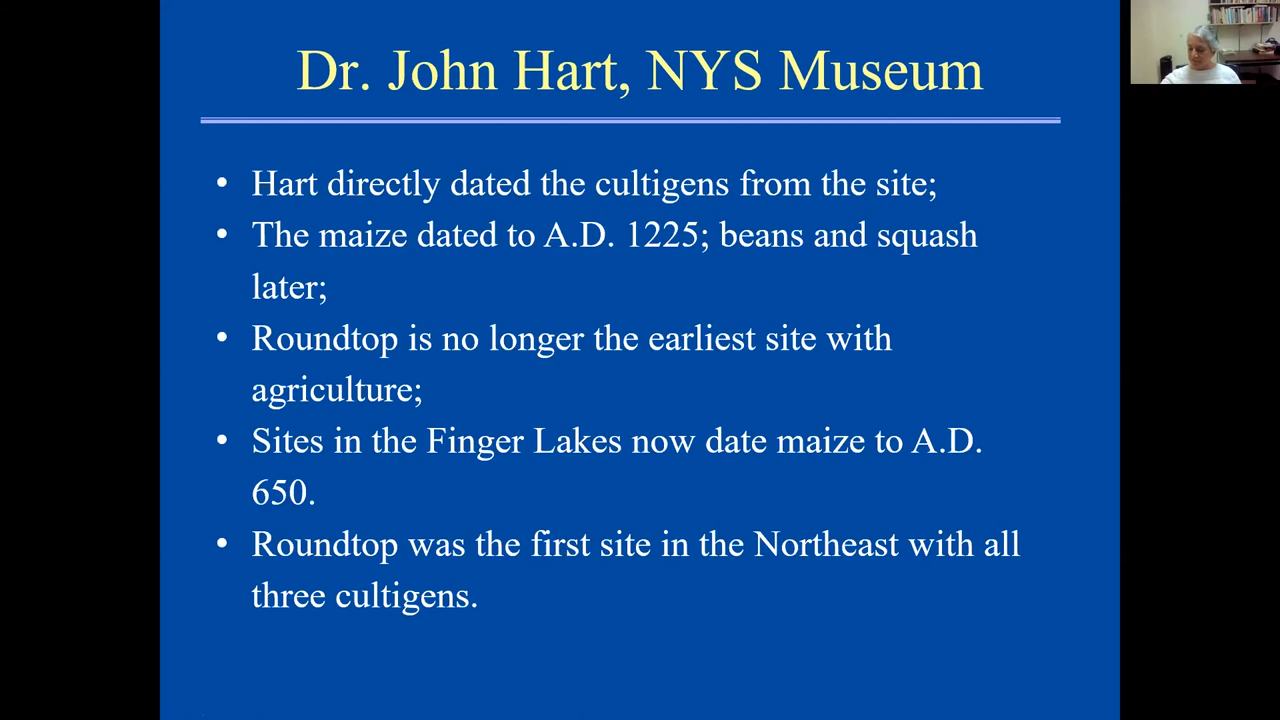 Dr. John Hart, NYS Museum
• Hart directly dated the cultigens from the site;
• The maize dated to A.D. 1225; beans and squash
later;
• Roundtop is no longer the earliest site with
agriculture;
• Sites in the Finger Lakes now date maize to A.D.
650.
• Roundtop was the first site in the Northeast with all
three cultigens.